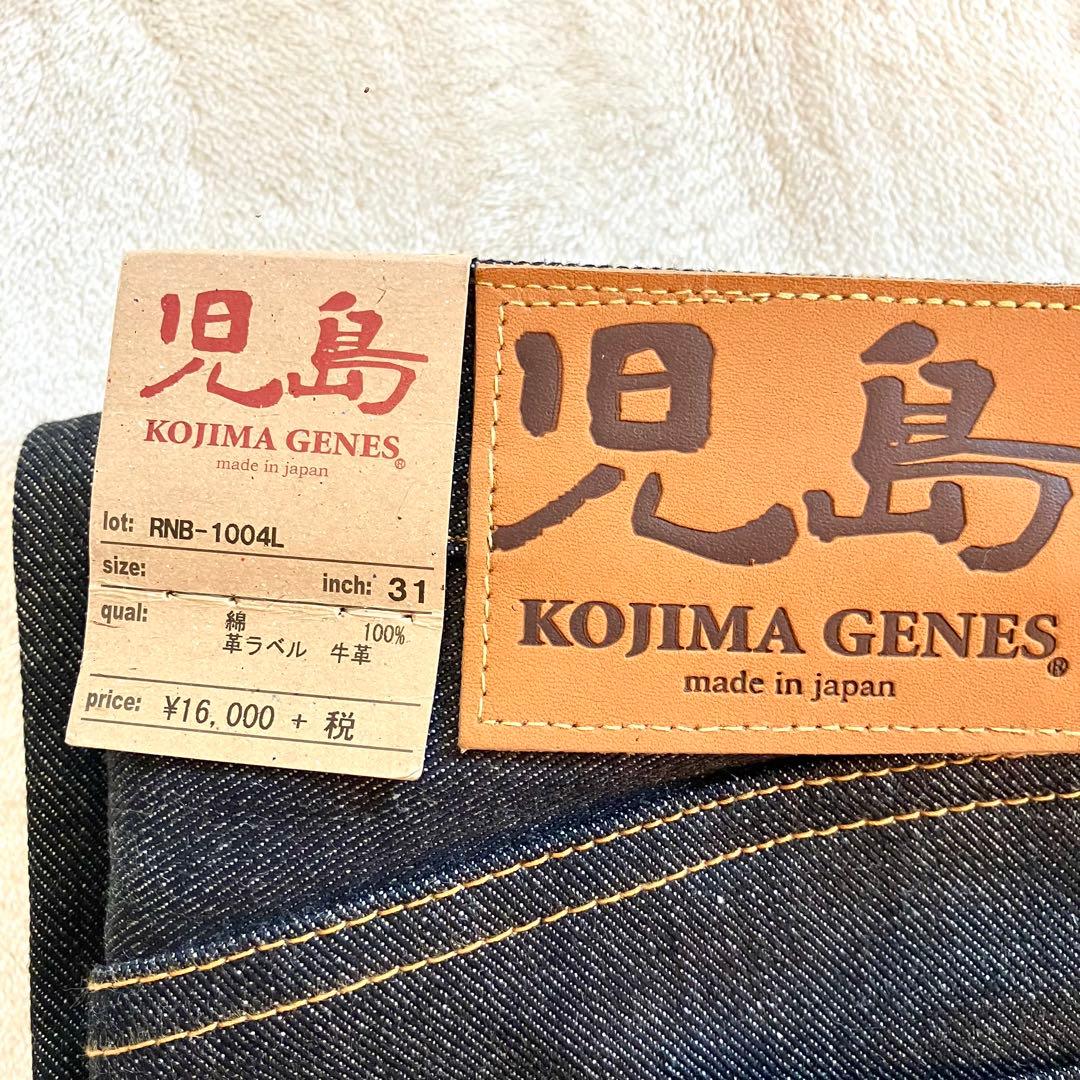 児島
KOJIMA GENES®
made in japan
lot: RNB-1004L
size:
inch: 31
qual: 綿 100%
革ラベル 牛革
price: ¥16,000 + 税
児島
KOJIMA GENES®
made in japan